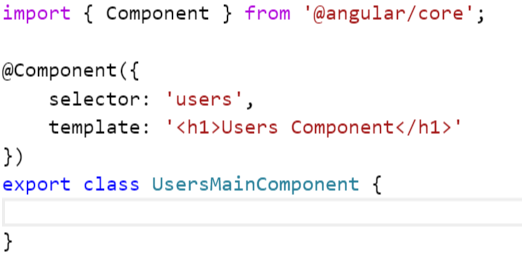 import { Component } from '@angular/core';
@Component({
    selector: 'users',
    template: '<h1>Users Component</h1>'
})
export class UsersMainComponent {
}